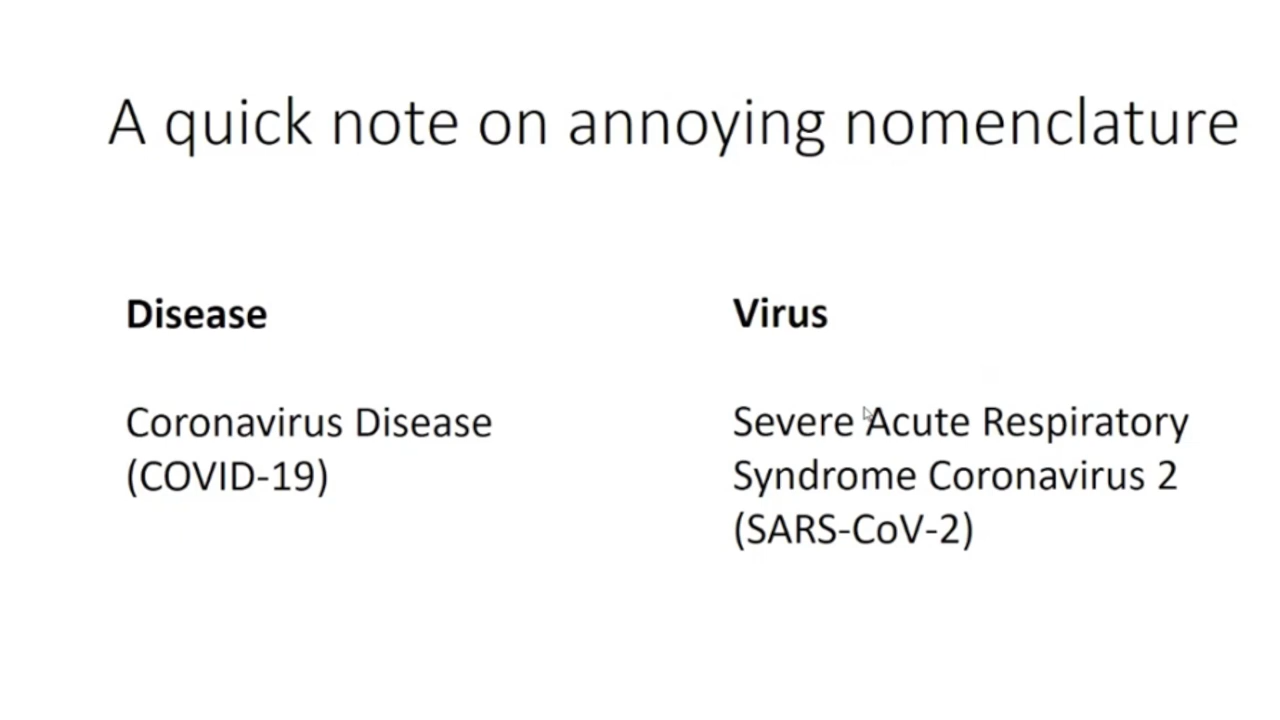 A quick note on annoying nomenclature
Disease
Coronavirus Disease
(COVID-19)
Virus
Severe Acute Respiratory
Syndrome Coronavirus 2
(SARS-CoV-2)